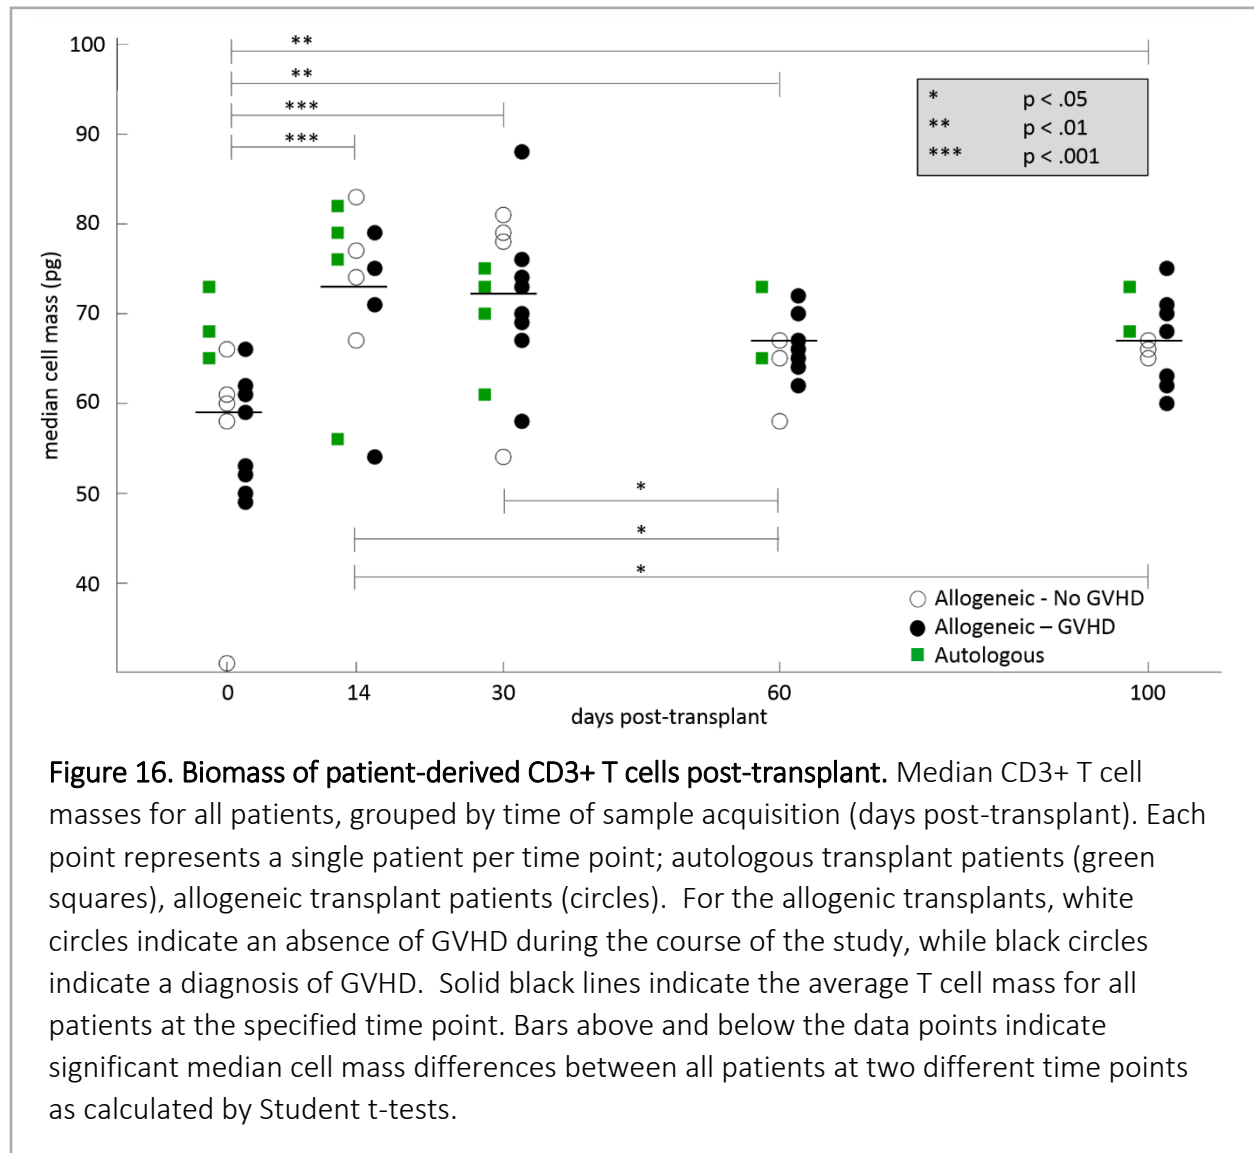 100
90
80
70
60
50
40
median cell mass (pg)
**
**
***
***
* p < .05
** p < .01
*** p < .001
*
*
*
Allogeneic - No GVHD
Allogeneic – GVHD
Autologous
0 14 30 60 100
days post-transplant
Figure 16. Biomass of patient-derived CD3+ T cells post-transplant. Median CD3+ T cell
masses for all patients, grouped by time of sample acquisition (days post-transplant). Each
point represents a single patient per time point; autologous transplant patients (green
squares), allogeneic transplant patients (circles).  For the allogenic transplants, white
circles indicate an absence of GVHD during the course of the study, while black circles
indicate a diagnosis of GVHD.  Solid black lines indicate the average T cell mass for all
patients at the specified time point. Bars above and below the data points indicate
significant median cell mass differences between all patients at two different time points
as calculated by Student t-tests.